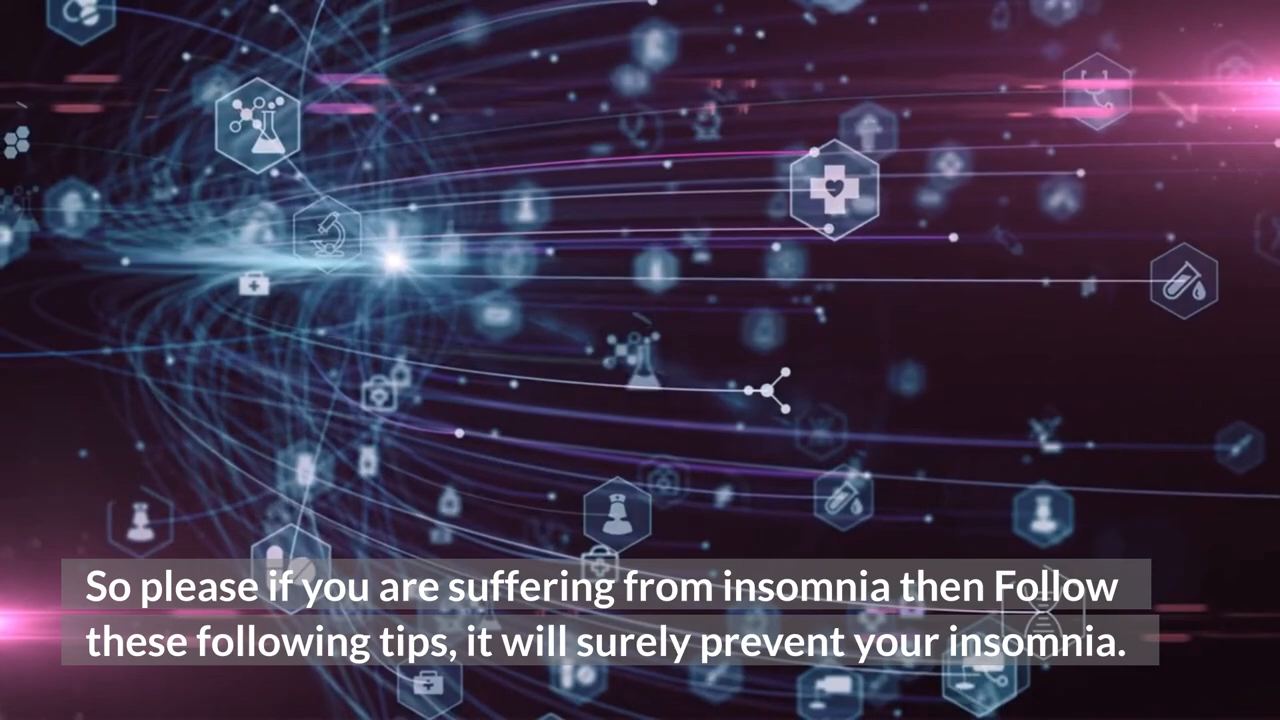 So please if you are suffering from insomnia then Follow
these following tips, it will surely prevent your insomnia.